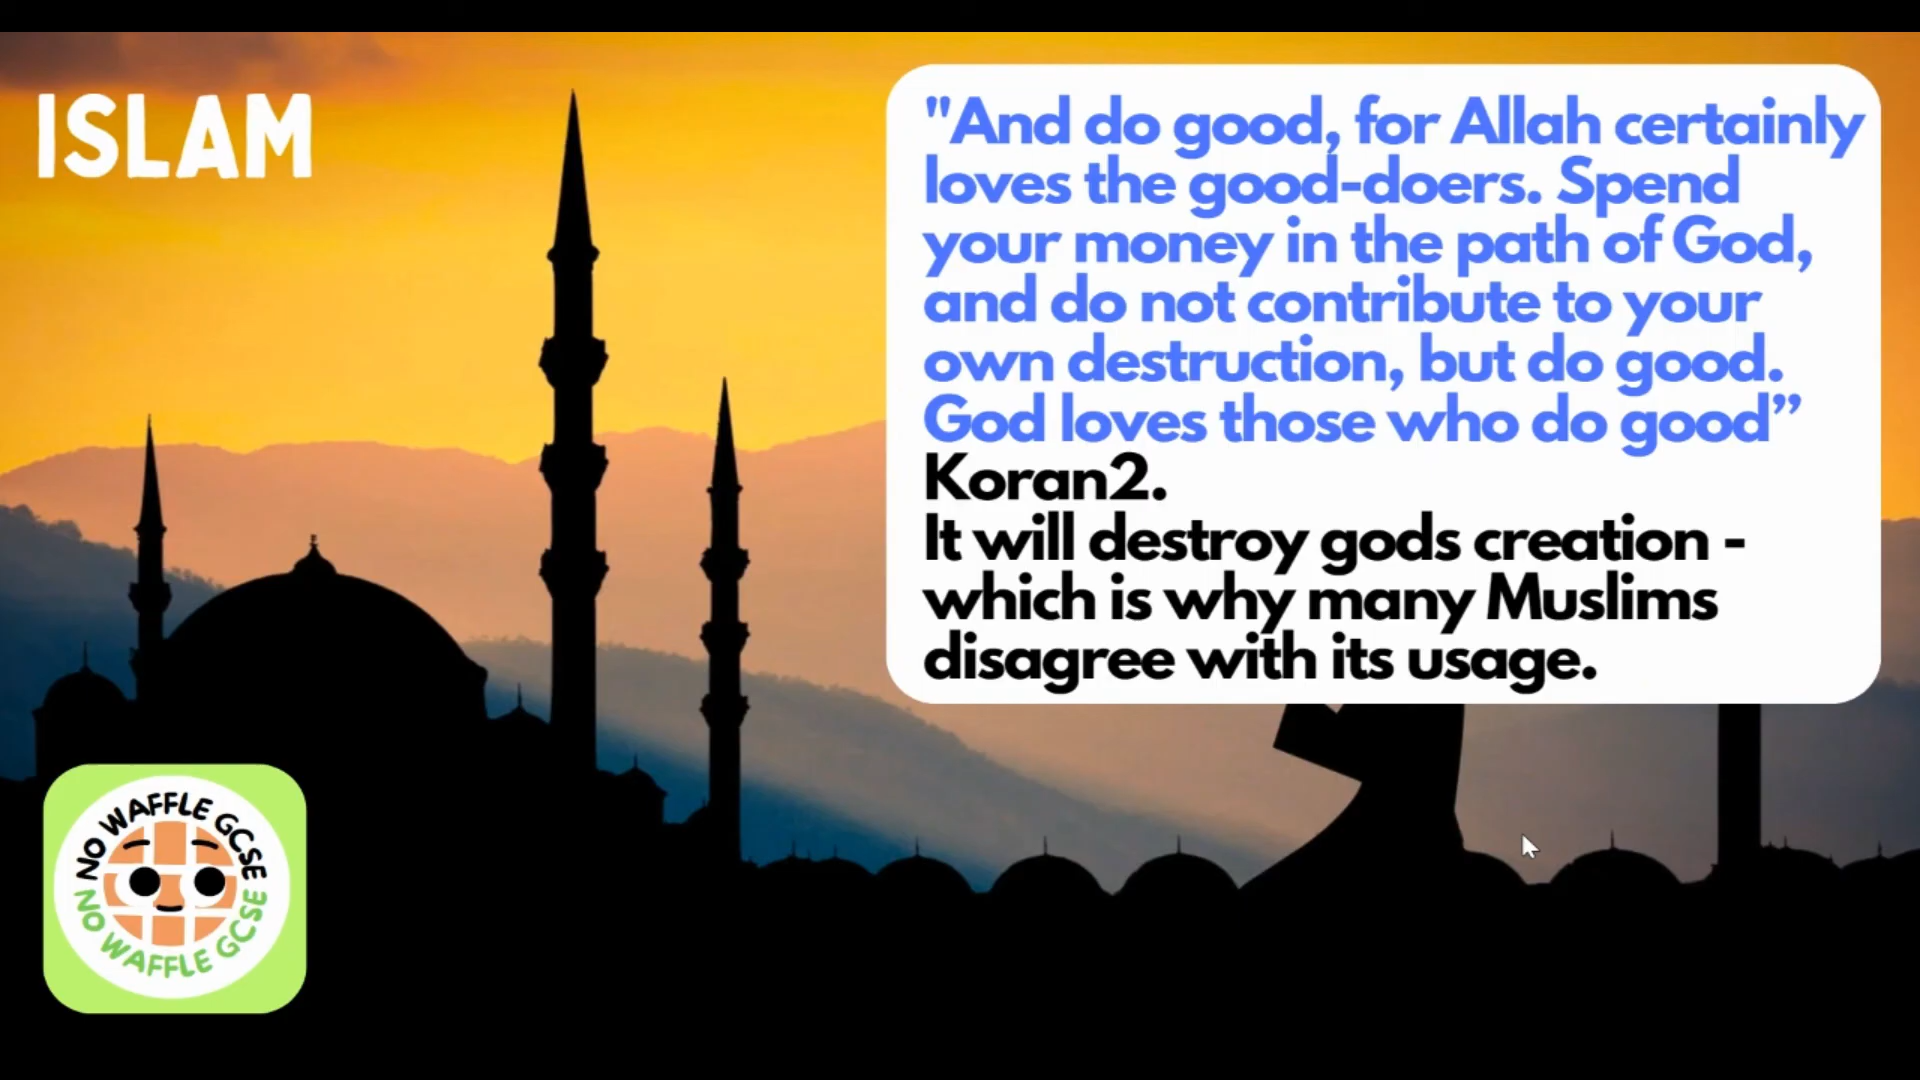 ISLAM
"And do good, for Allah certainly
loves the good-doers. Spend
your money in the path of God,
and do not contribute to your
own destruction, but do good.
God loves those who do good”
Koran2.
It will destroy gods creation -
which is why many Muslims
disagree with its usage.
NO WAFFLE GCSE
NO WAFFLE GCSE